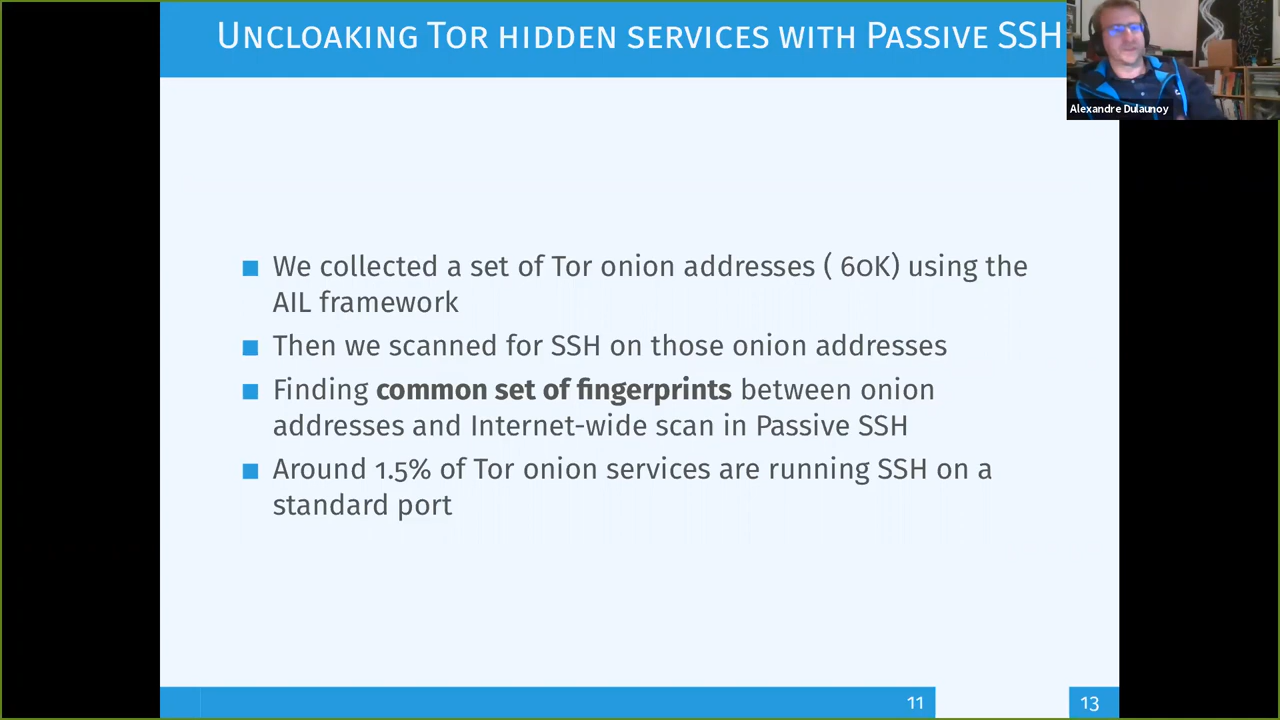 UNCLOAKING TOR HIDDEN SERVICES WITH PASSIVE SSH
Alexandre Dulaunoy
We collected a set of Tor onion addresses ( 60K) using the
AIL framework
Then we scanned for SSH on those onion addresses
Finding common set of fingerprints between onion
addresses and Internet-wide scan in Passive SSH
Around 1.5% of Tor onion services are running SSH on a
standard port
11
13